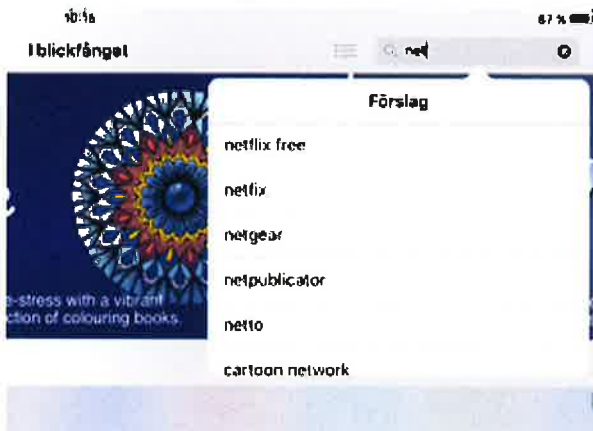 10:16
67 %
I blickfånget
net
Förslag
netflix free
netflix
netgear
netpublicator
netto
cartoon network
e-stress with a vibrant
ction of colouring books.